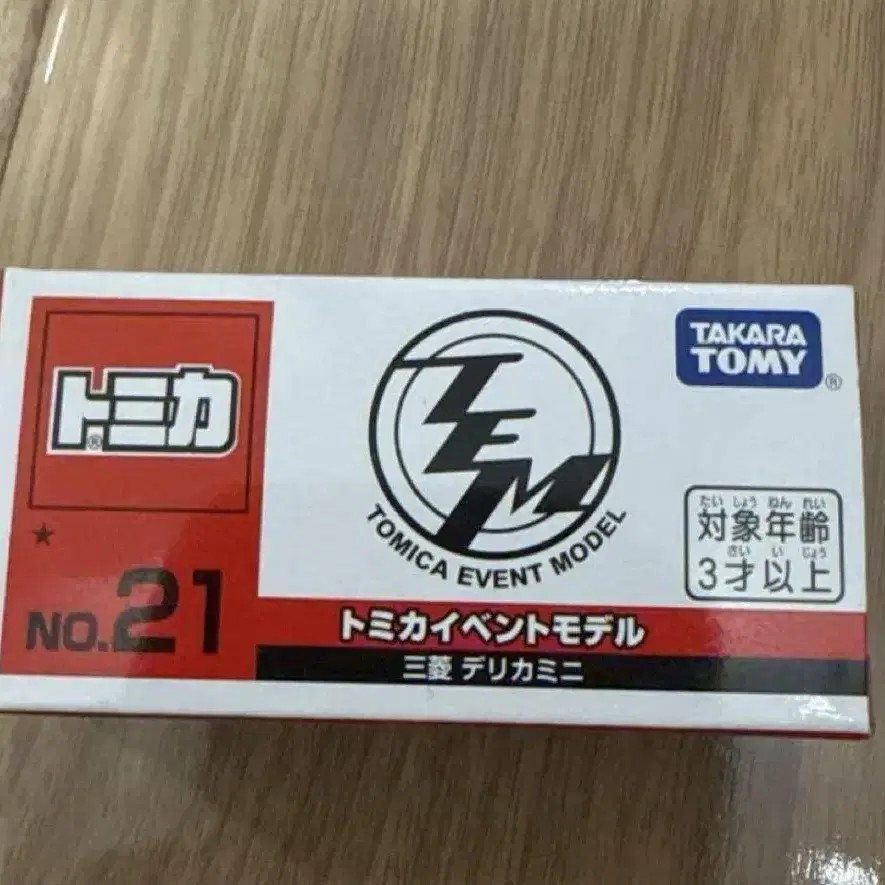 トミカ®
★
NO.21
TEM
TOMICA EVENT MODEL
TAKARA
TOMY®
たいしょうねんれい
対象年齢
さいいじょう
3才以上
トミカイベントモデル
三菱 デリカミニ